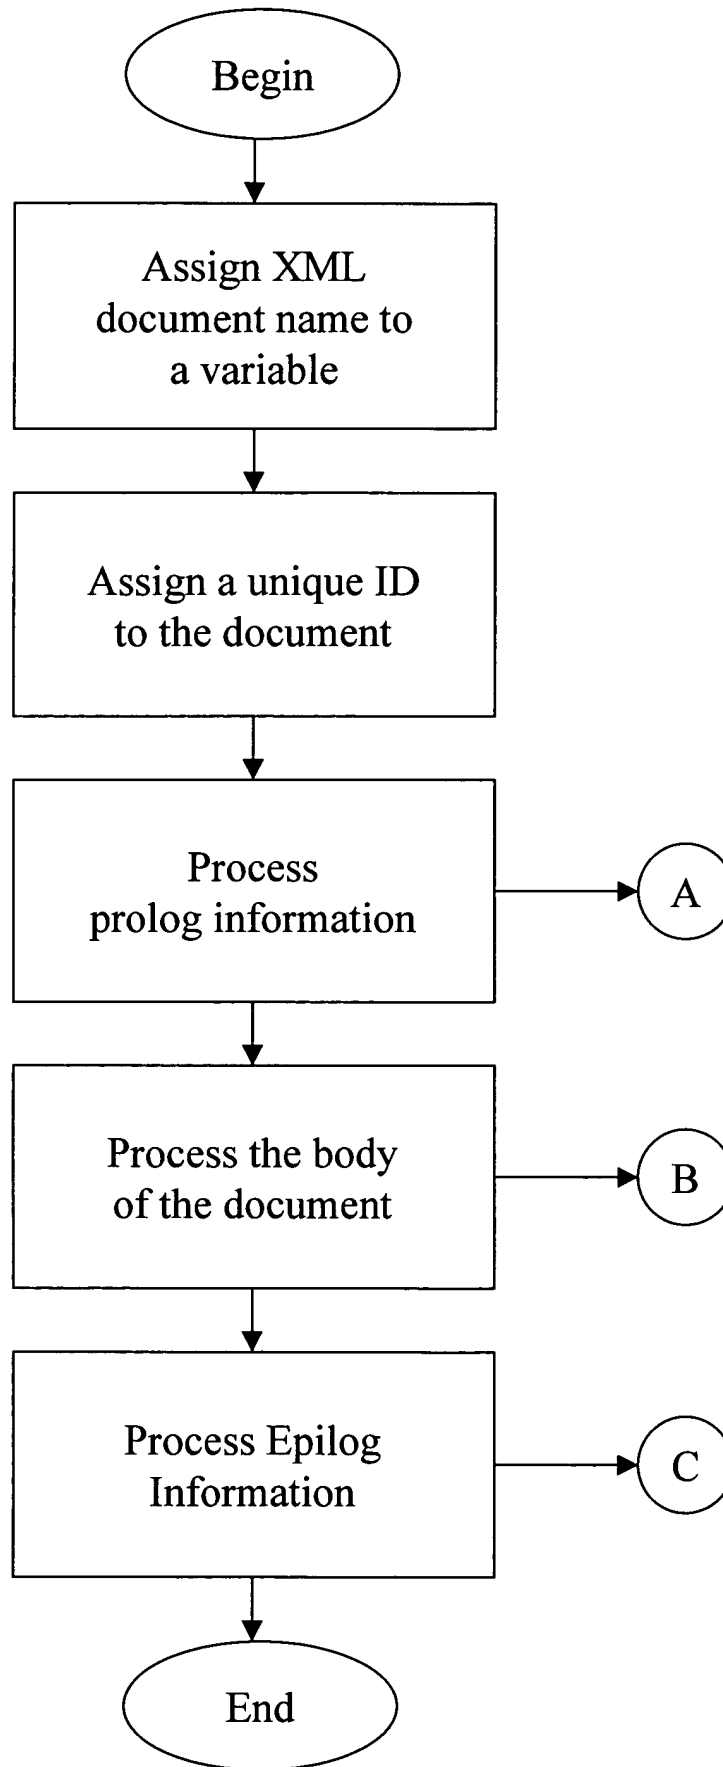 Begin
Assign XML
document name to
a variable
Assign a unique ID
to the document
Process
prolog information
A
Process the body
of the document
B
Process Epilog
Information
C
End